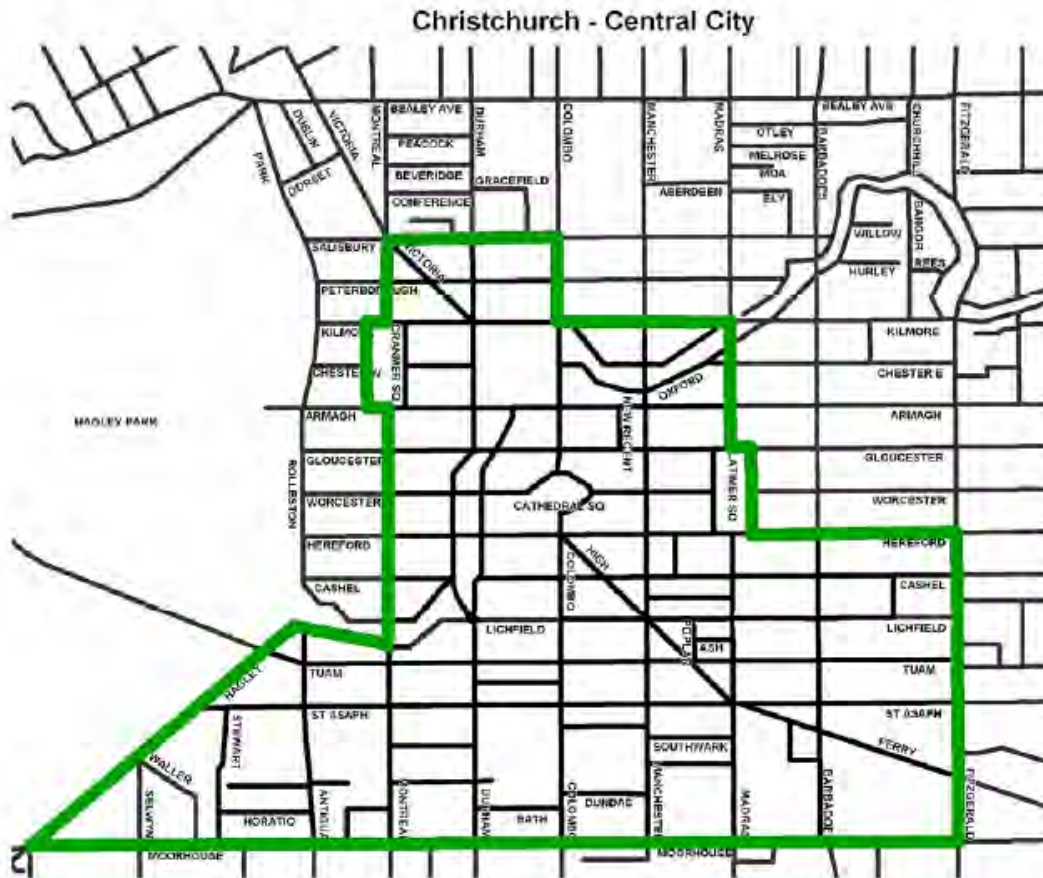 Christchurch - Central City
BEALEY AVE
BEALEY AVE
DUBLIN
VICTORIA
MONTREAL
DURHAM
COLOMBO
MANCHESTER
MADRAS
BARBADOES
CHURCHILL
FITZGERALD
OTLEY
PEACOCK
MELROSE
PARK
DORSET
BEVERIDGE
GRACEFIELD
MOA
ABERDEEN
ELY
CONFERENCE
BANGOR
SALISBURY
VICTORIA
WILLOW
REES
HURLEY
PETERBOROUGH
KILMO
CRANMER SQ
KILMORE
CHESTER W
OXFORD
CHESTER E
HAGLEY PARK
ARMAGH
NEW REGENT
ARMAGH
ROLLESTON
GLOUCESTER
LATIMER SQ
GLOUCESTER
WORCESTER
CATHEDRAL SQ
WORCESTER
HEREFORD
HIGH
HEREFORD
CASHEL
COLOMBO
CASHEL
LICHFIELD
POPLAR
LICHFIELD
ASH
HAGLEY
TUAM
TUAM
STEWART
ST ASAPH
ST ASAPH
FERRY
SOUTHWARK
WALLER
SELWYN
ANTIGUA
MONTREAL
DURHAM
COLOMBO
DUNDAS
MANCHESTER
MADRAS
BARBADOE
FITZGERALD
HORATIO
BATH
MOORHOUSE
MOORHOUSE